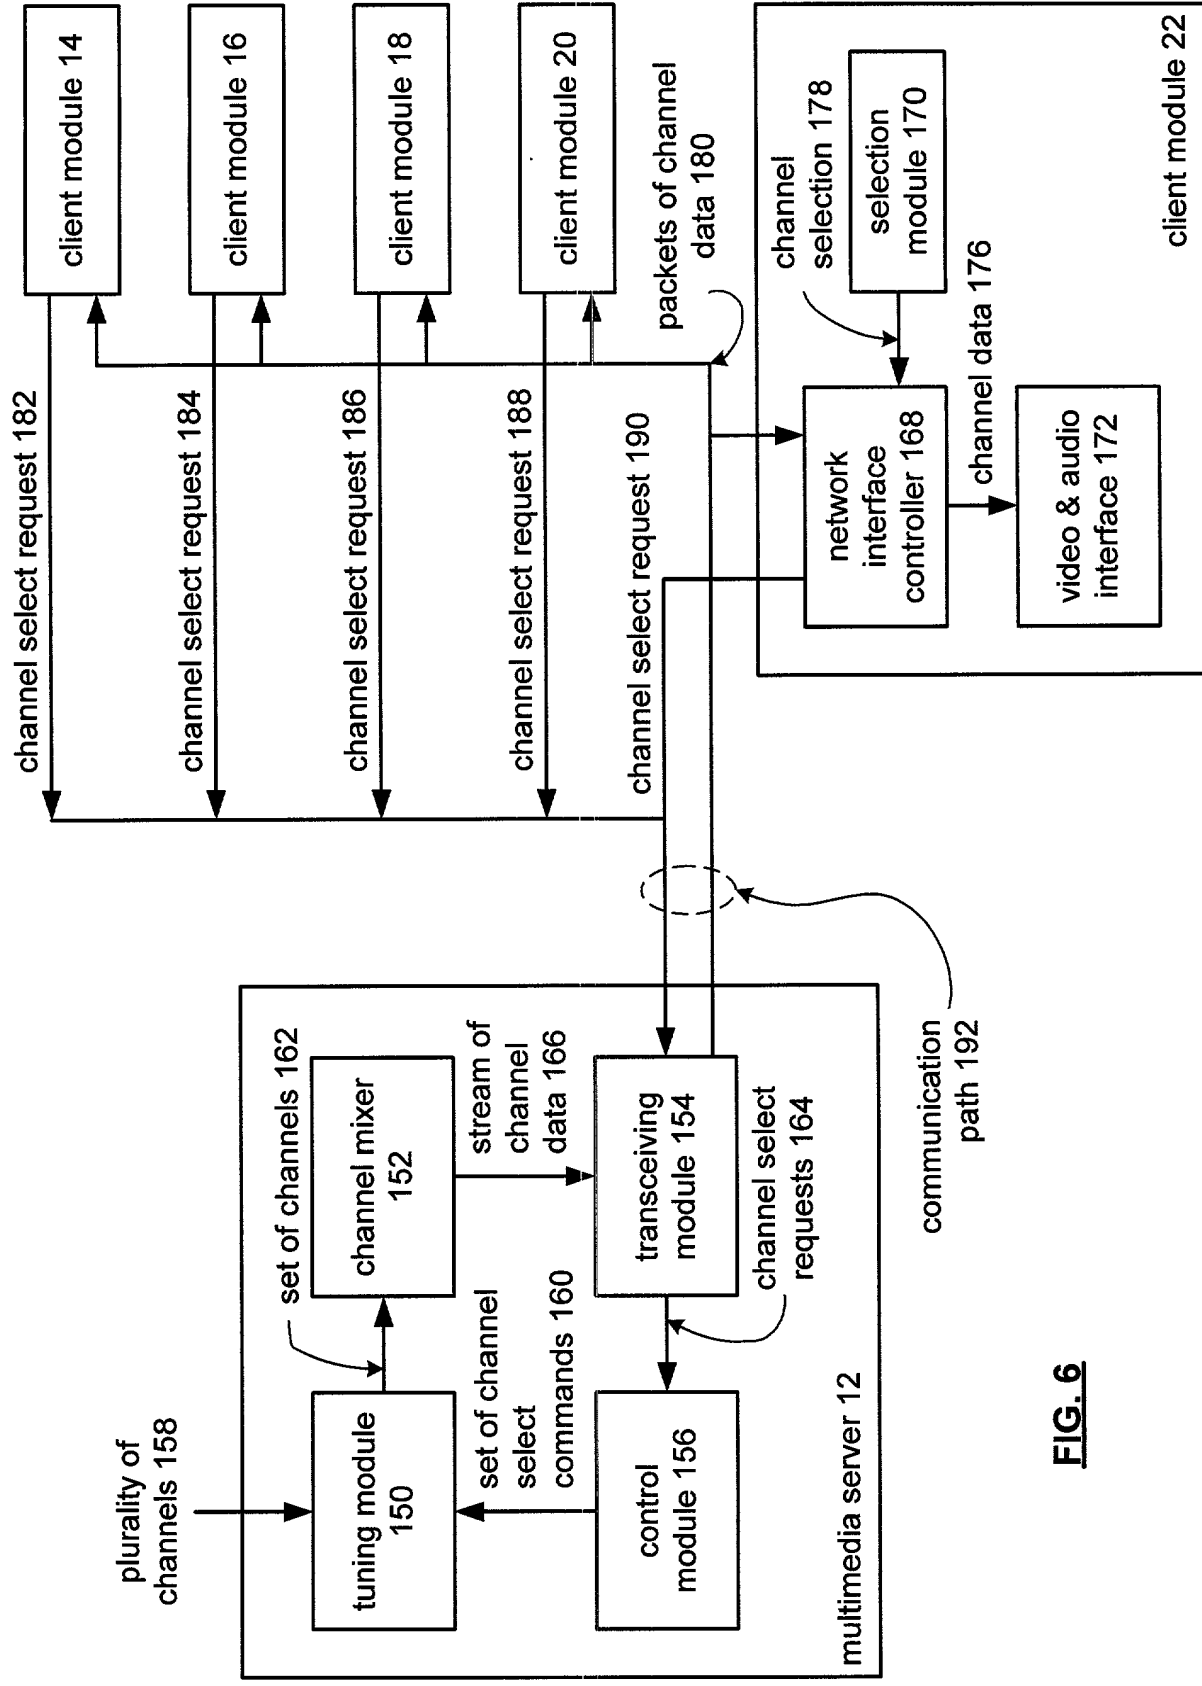 plurality of
channels 158
tuning module
150
set of channels 162
channel mixer
152
set of channel
select
commands 160
stream of
channel
data 166
control
module 156
transceiving
module 154
channel select
requests 164
multimedia server 12
communication
path 192
channel select request 182
channel select request 184
channel select request 186
channel select request 188
channel select request 190
client module 14
client module 16
client module 18
client module 20
packets of channel
data 180
channel
selection 178
selection
module 170
network
interface
controller 168
channel data 176
video & audio
interface 172
client module 22
FIG. 6